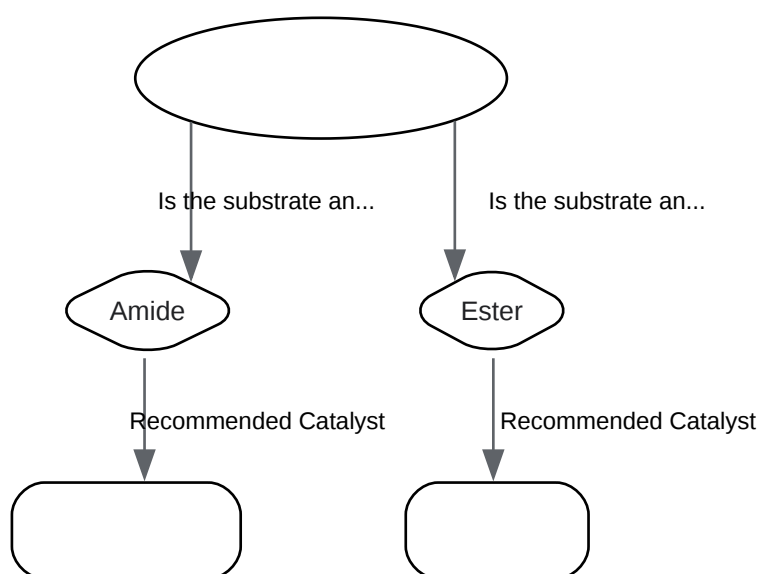 Is the substrate an...
Is the substrate an...
Amide
Ester
Recommended Catalyst
Recommended Catalyst